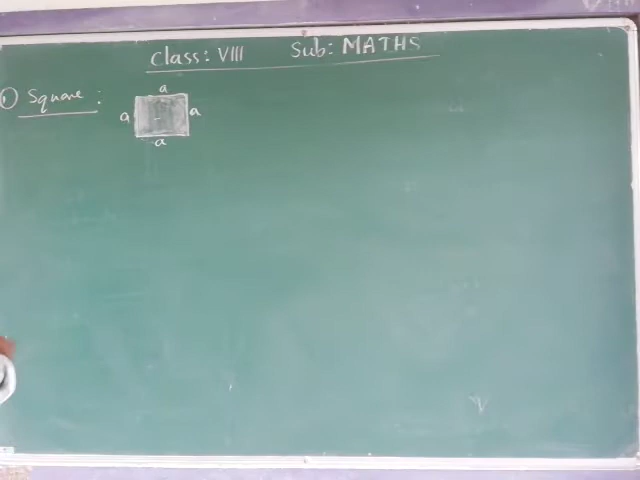 Class: VIII Sub: MATHS
① Square :
a
a a
a